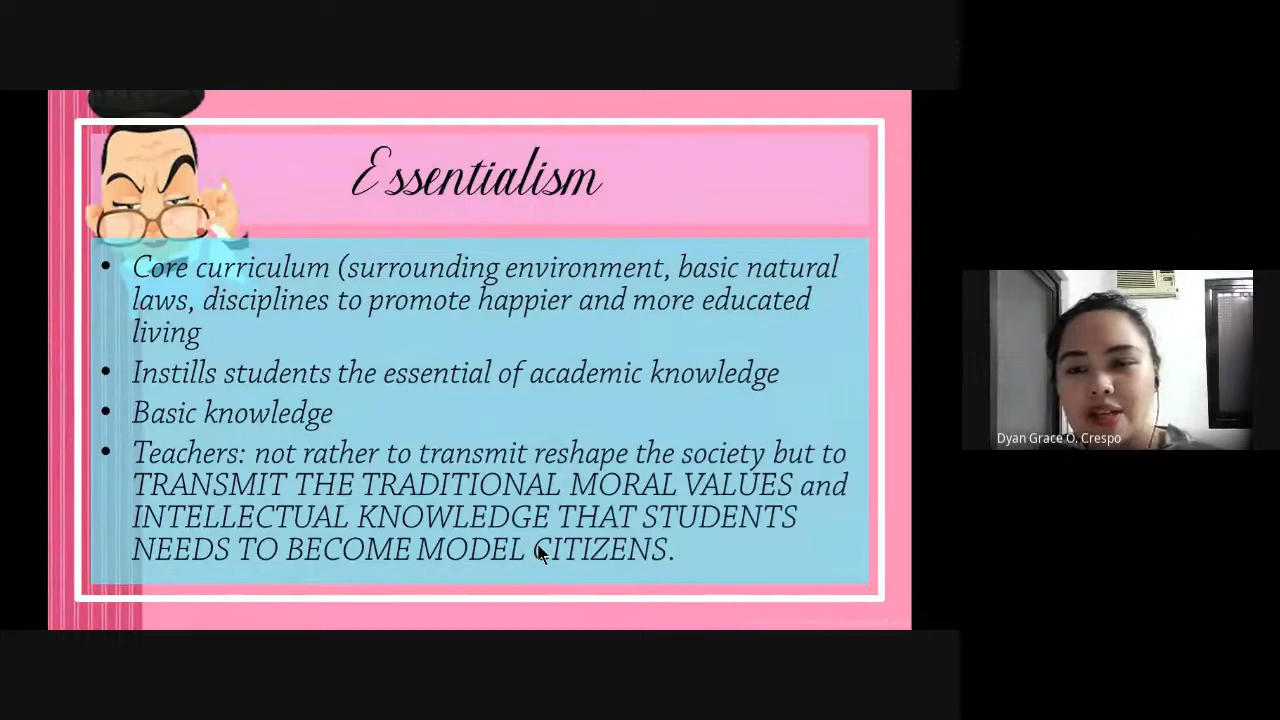 Essentialism
• Core curriculum (surrounding environment, basic natural
laws, disciplines to promote happier and more educated
living
• Instills students the essential of academic knowledge
• Basic knowledge
• Teachers: not rather to transmit reshape the society but to
TRANSMIT THE TRADITIONAL MORAL VALUES and
INTELLECTUAL KNOWLEDGE THAT STUDENTS
NEEDS TO BECOME MODEL CITIZENS.
Dyan Grace O. Crespo